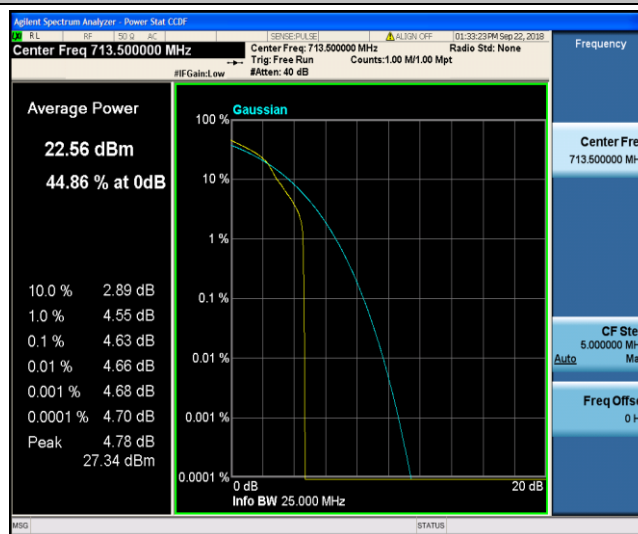 Agilent Spectrum Analyzer - Power Stat CCDF
RL RF 50 Ω AC SENSE:PULSE ALIGN OFF 01:33:23 PM Sep 22, 2018
Center Freq 713.500000 MHz
Center Freq: 713.500000 MHz Radio Std: None
Trig: Free Run Counts:1.00 M/1.00 Mpt
#IFGain:Low #Atten: 40 dB
Frequency
Average Power
22.56 dBm
44.86 % at 0dB
10.0 % 2.89 dB
1.0 % 4.55 dB
0.1 % 4.63 dB
0.01 % 4.66 dB
0.001 % 4.68 dB
0.0001 % 4.70 dB
Peak 4.78 dB
27.34 dBm
Gaussian
100 %
10 %
1 %
0.1 %
0.01 %
0.001 %
0.0001 %
0 dB 20 dB
Info BW 25.000 MHz
Center Fre
713.500000 MH
CF Ste
5.000000 MH
Auto Ma
Freq Offs
0 H
MSG STATUS